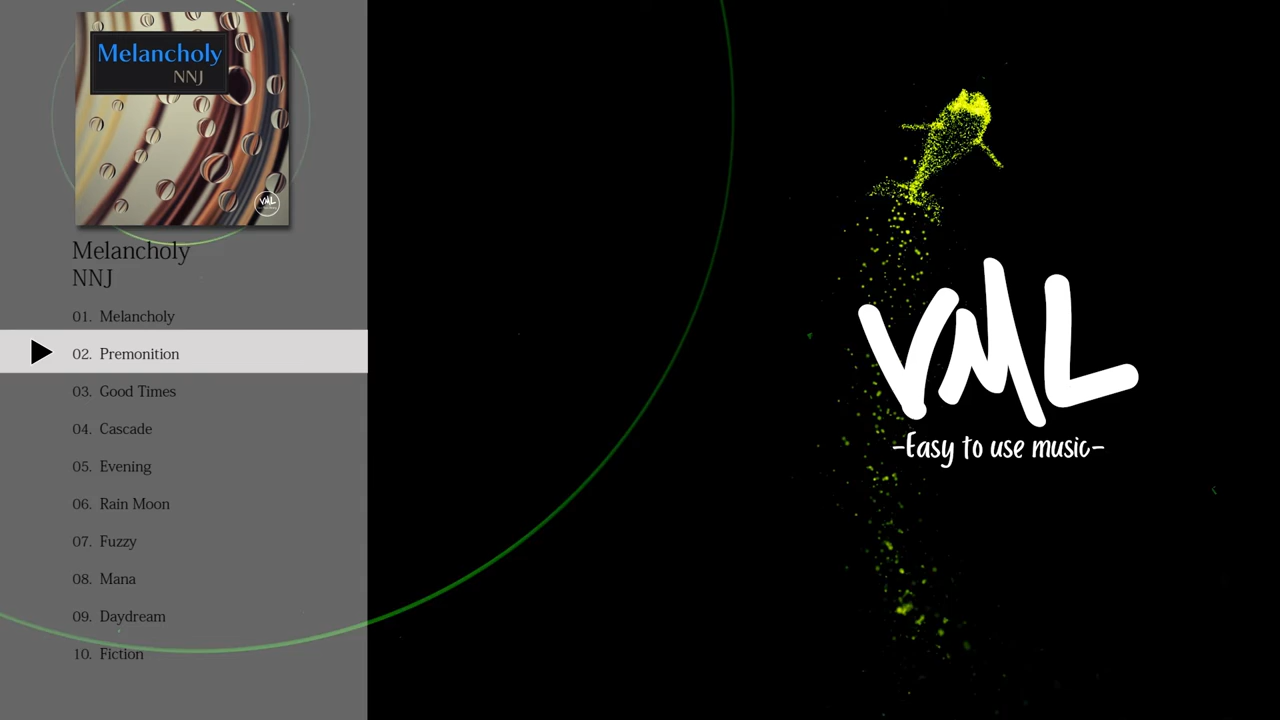 Melancholy
NNJ
VML
Melancholy
NNJ
01. Melancholy
02. Premonition
03. Good Times
04. Cascade
05. Evening
06. Rain Moon
07. Fuzzy
08. Mana
09. Daydream
10. Fiction
VML
-Easy to use music-